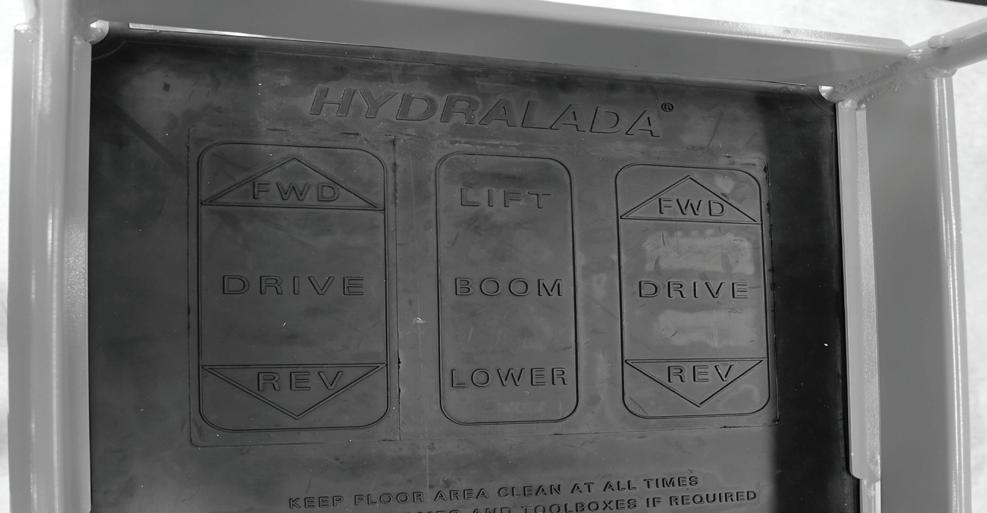 HYDRALADA®
FWD
DRIVE
REV
LIFT
BOOM
LOWER
FWD
DRIVE
REV
KEEP FLOOR AREA CLEAN AT ALL TIMES
AND TOOLBOXES IF REQUIRED